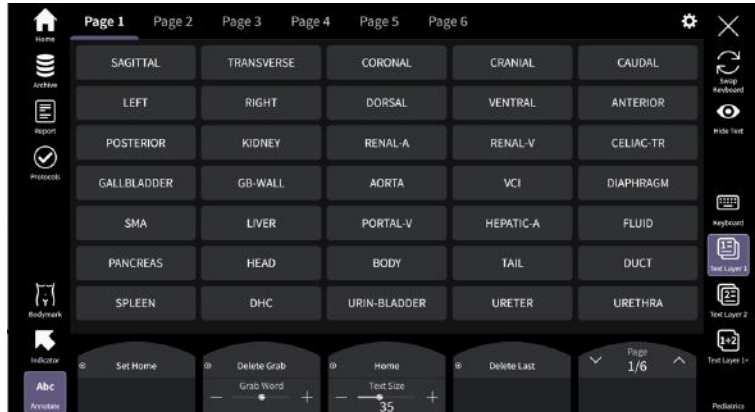 Home
Page 1 Page 2 Page 3 Page 4 Page 5 Page 6
SAGITTAL TRANSVERSE CORONAL CRANIAL CAUDAL
Archive
Swap Keyboard
LEFT RIGHT DORSAL VENTRAL ANTERIOR
Report
Hide Text
POSTERIOR KIDNEY RENAL-A RENAL-V CELIAC-TR
Protocols
GALLBLADDER GB-WALL AORTA VCI DIAPHRAGM
SMA LIVER PORTAL-V HEPATIC-A FLUID
Keyboard
PANCREAS HEAD BODY TAIL DUCT
Text Layer 1
SPLEEN DHC URIN-BLADDER URETER URETHRA
Bodymark
Text Layer 2
Indicator
Set Home Delete Grab Home Delete Last Page
1/6
1+2
Text Layer 1+
Grab Word Text Size
35
Abc
Annotate
Pediatrics